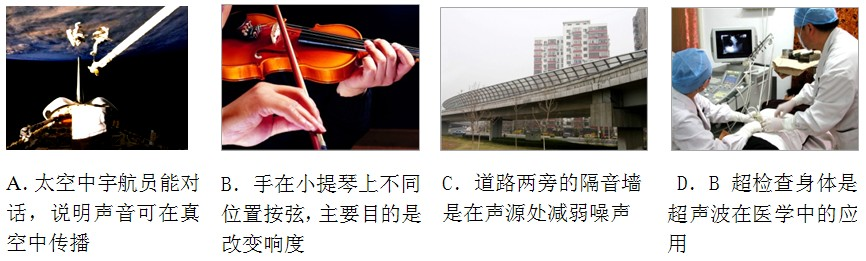 A. 太空中宇航员能对
话，说明声音可在真
空中传播
B. 手在小提琴上不同
位置按弦，主要目的是
改变响度
C. 道路两旁的隔音墙
是在声源处减弱噪声
D. B 超检查身体是
超声波在医学中的应
用